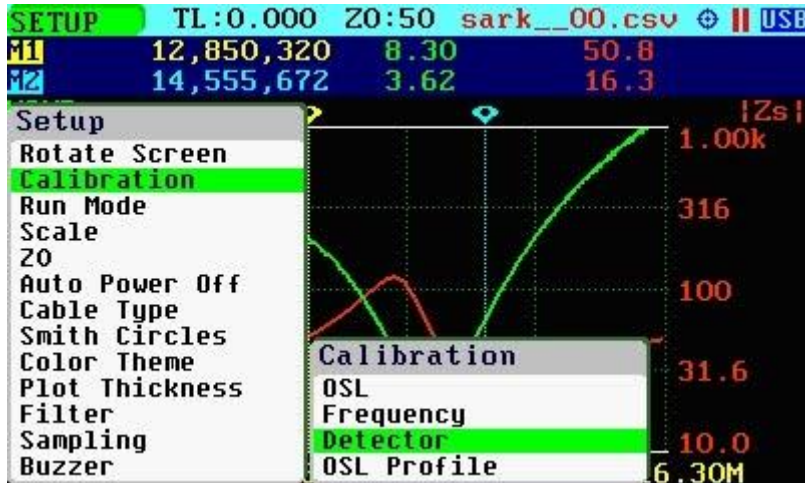 SETUP TL:0.000 Z0:50 sark__00.csv USB
M1 12,850,320 8.30 50.8
M2 14,555,672 3.62 16.3
|Zs|
Setup
1.00k
Rotate Screen
Calibration
Run Mode
316
Scale
Z0
Auto Power Off
100
Cable Type
Smith Circles
Color Theme
Calibration
31.6
Plot Thickness
OSL
Filter
Frequency
Sampling
Detector
10.0
Buzzer
OSL Profile
6.30M